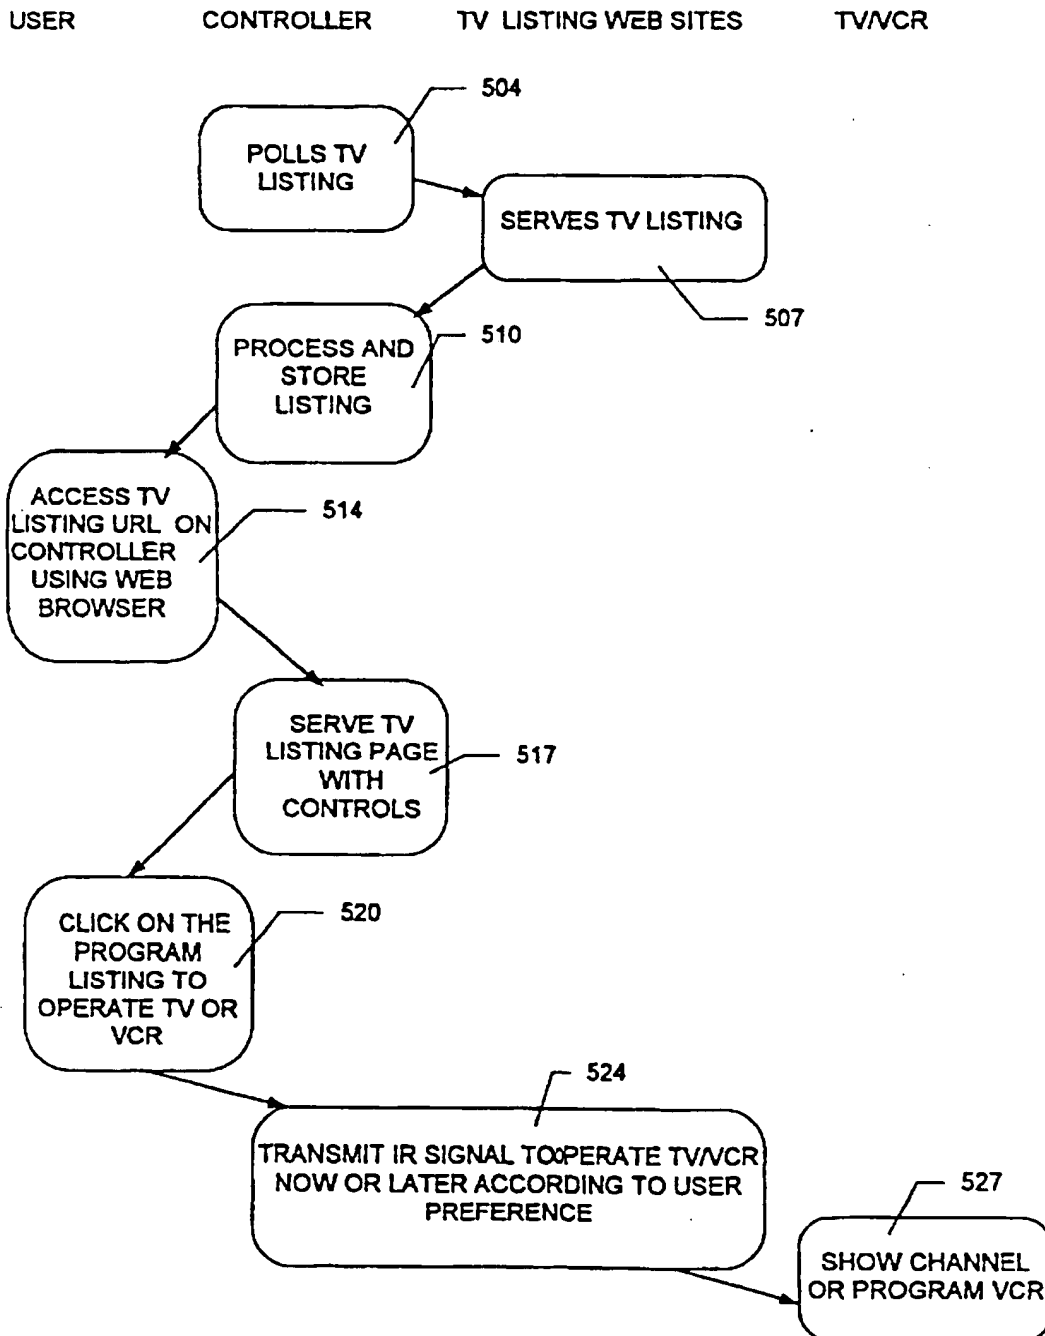 USER CONTROLLER TV LISTING WEB SITES TV/VCR
504
POLLS TV
LISTING
SERVES TV LISTING
507
510
PROCESS AND
STORE
LISTING
ACCESS TV
LISTING URL ON
CONTROLLER
USING WEB
BROWSER
514
SERVE TV
LISTING PAGE
WITH
CONTROLS
517
CLICK ON THE
PROGRAM
LISTING TO
OPERATE TV OR
VCR
520
524
TRANSMIT IR SIGNAL TO OPERATE TV/VCR
NOW OR LATER ACCORDING TO USER
PREFERENCE
527
SHOW CHANNEL
OR PROGRAM VCR